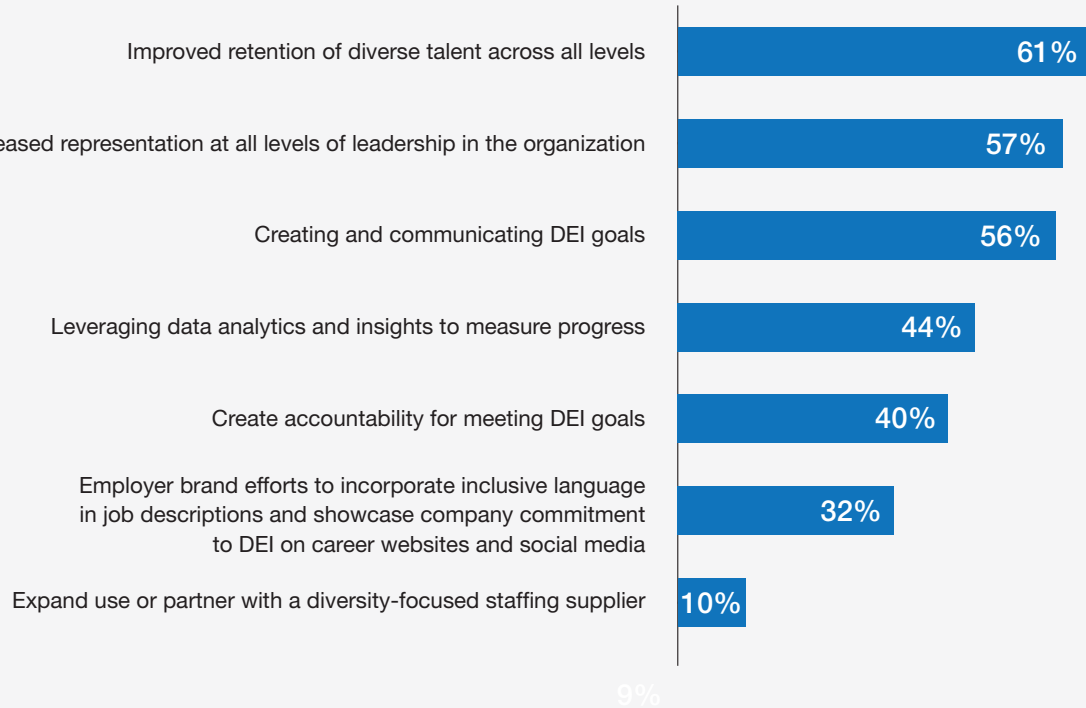 Improved retention of diverse talent across all levels 61%
eased representation at all levels of leadership in the organization 57%
Creating and communicating DEI goals 56%
Leveraging data analytics and insights to measure progress 44%
Create accountability for meeting DEI goals 40%
Employer brand efforts to incorporate inclusive language
in job descriptions and showcase company commitment 32%
to DEI on career websites and social media
Expand use or partner with a diversity-focused staffing supplier 10%
9%